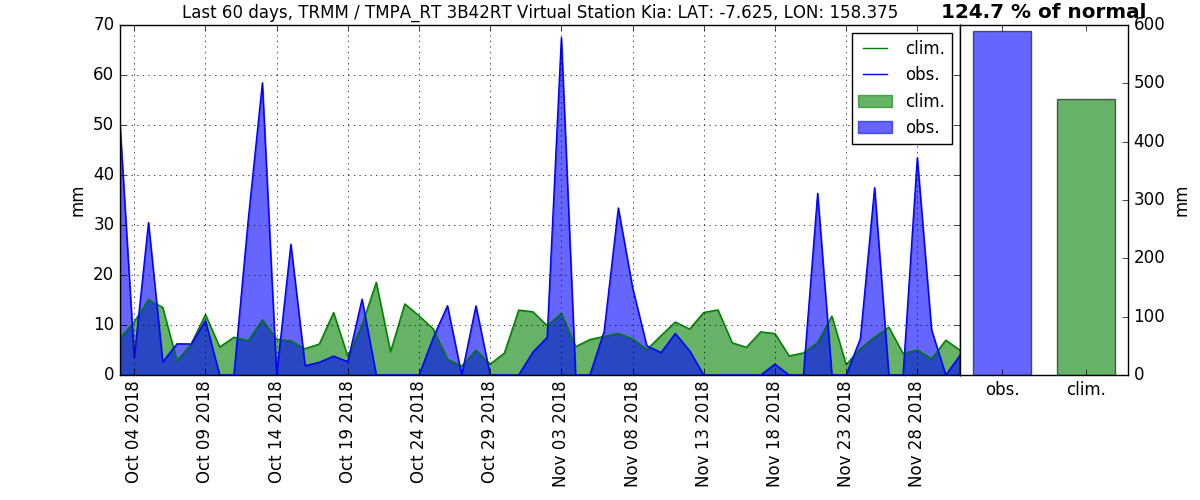 Last 60 days, TRMM / TMPA_RT 3B42RT Virtual Station Kia: LAT: -7.625, LON: 158.375
124.7 % of normal
mm
70
60
50
40
30
20
10
0
clim.
obs.
clim.
obs.
600
500
400
300
200
100
0
mm
Oct 04 2018
Oct 09 2018
Oct 14 2018
Oct 19 2018
Oct 24 2018
Oct 29 2018
Nov 03 2018
Nov 08 2018
Nov 13 2018
Nov 18 2018
Nov 23 2018
Nov 28 2018
obs.
clim.